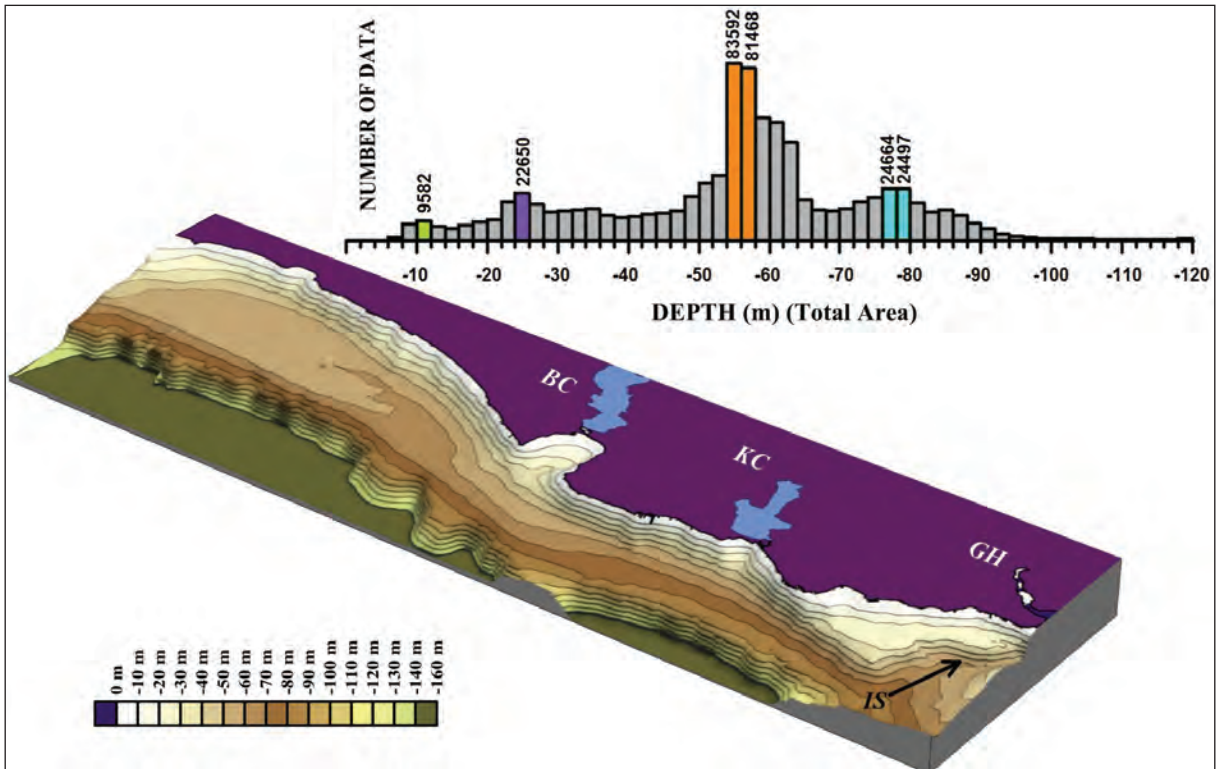 NUMBER OF DATA
9582
22650
83592
81468
24664
24497
-10 -20 -30 -40 -50 -60 -70 -80 -90 -100 -110 -120
DEPTH (m) (Total Area)
BC
KC
GH
IS
0 m
-10 m
-20 m
-30 m
-40 m
-50 m
-60 m
-70 m
-80 m
-90 m
-100 m
-110 m
-120 m
-130 m
-140 m
-160 m